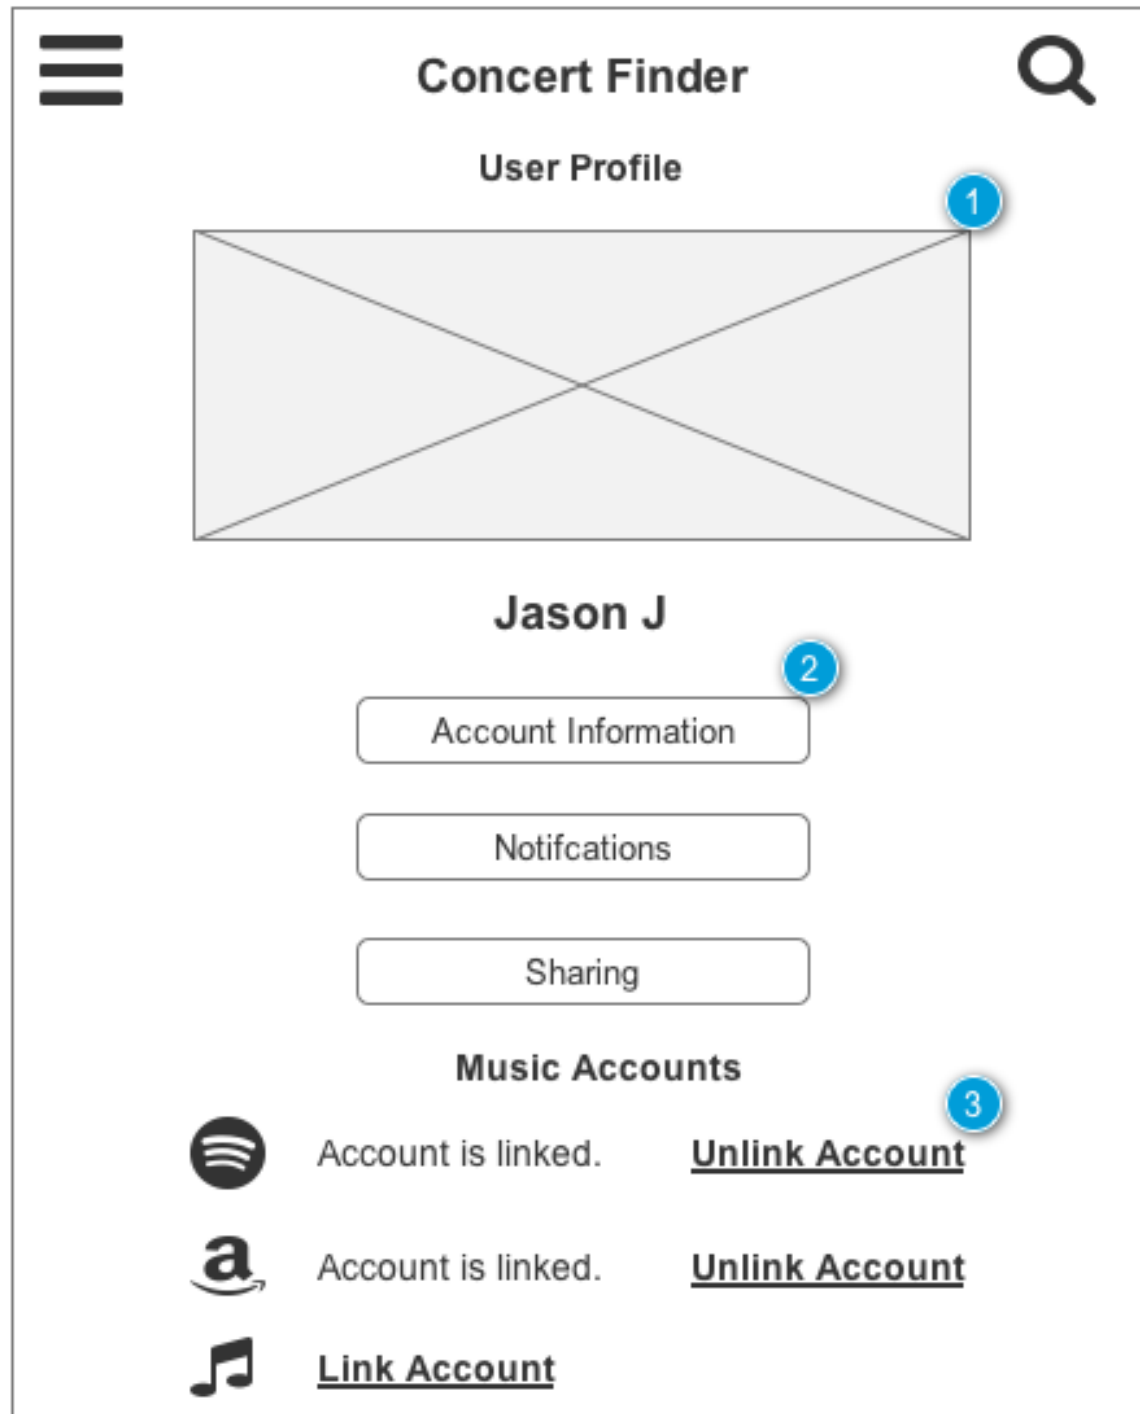 Concert Finder
User Profile
1
Jason J
2
Account Information
Notifcations
Sharing
Music Accounts
3
Account is linked. Unlink Account
a Account is linked. Unlink Account
Link Account